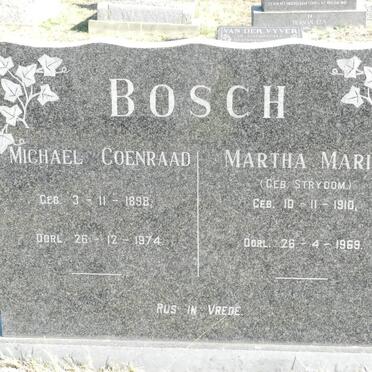 VAN DER VYVER
BOSCH
MICHAEL COENRAAD
GEB. 3-11-1898,
OORL. 26-12-1974.
MARTHA MARI
(GEB. STRYDOM)
GEB. 10-11-1910,
OORL. 26-4-1969.
RUS IN VREDE